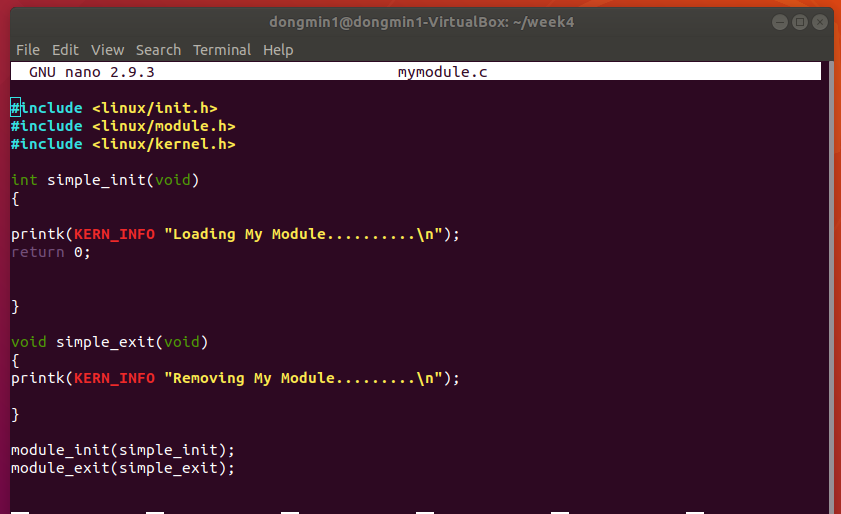 dongmin1@dongmin1-VirtualBox: ~/week4
File Edit View Search Terminal Help
GNU nano 2.9.3 mymodule.c
#include <linux/init.h>
#include <linux/module.h>
#include <linux/kernel.h>
int simple_init(void)
{
printk(KERN_INFO "Loading My Module..........\n");
return 0;
}
void simple_exit(void)
{
printk(KERN_INFO "Removing My Module.........\n");
}
module_init(simple_init);
module_exit(simple_exit);